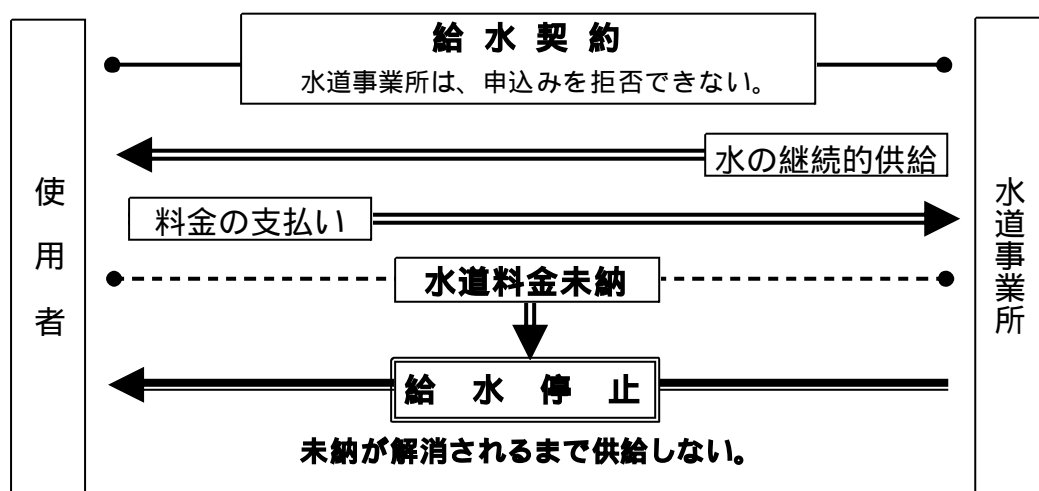 給水契約
水道事業所は、申込みを拒否できない。
水の継続的供給
使用者
料金の支払い
水道事業所
水道料金未納
給水停止
未納が解消されるまで供給しない。